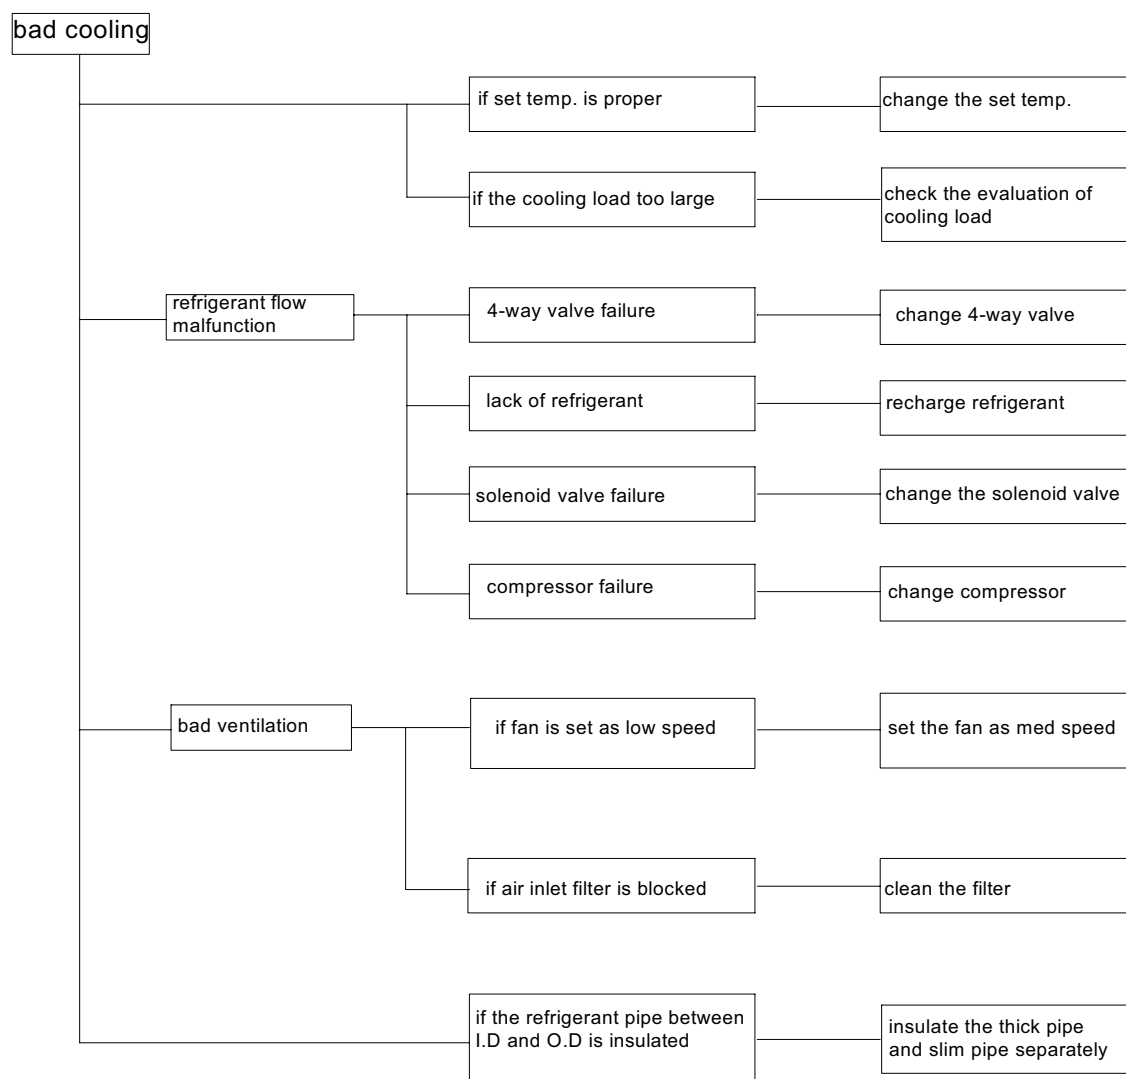 bad cooling
if set temp. is proper
change the set temp.
if the cooling load too large
check the evaluation of
cooling load
refrigerant flow
malfunction
4-way valve failure
change 4-way valve
lack of refrigerant
recharge refrigerant
solenoid valve failure
change the solenoid valve
compressor failure
change compressor
bad ventilation
if fan is set as low speed
set the fan as med speed
if air inlet filter is blocked
clean the filter
if the refrigerant pipe between
I.D and O.D is insulated
insulate the thick pipe
and slim pipe separately